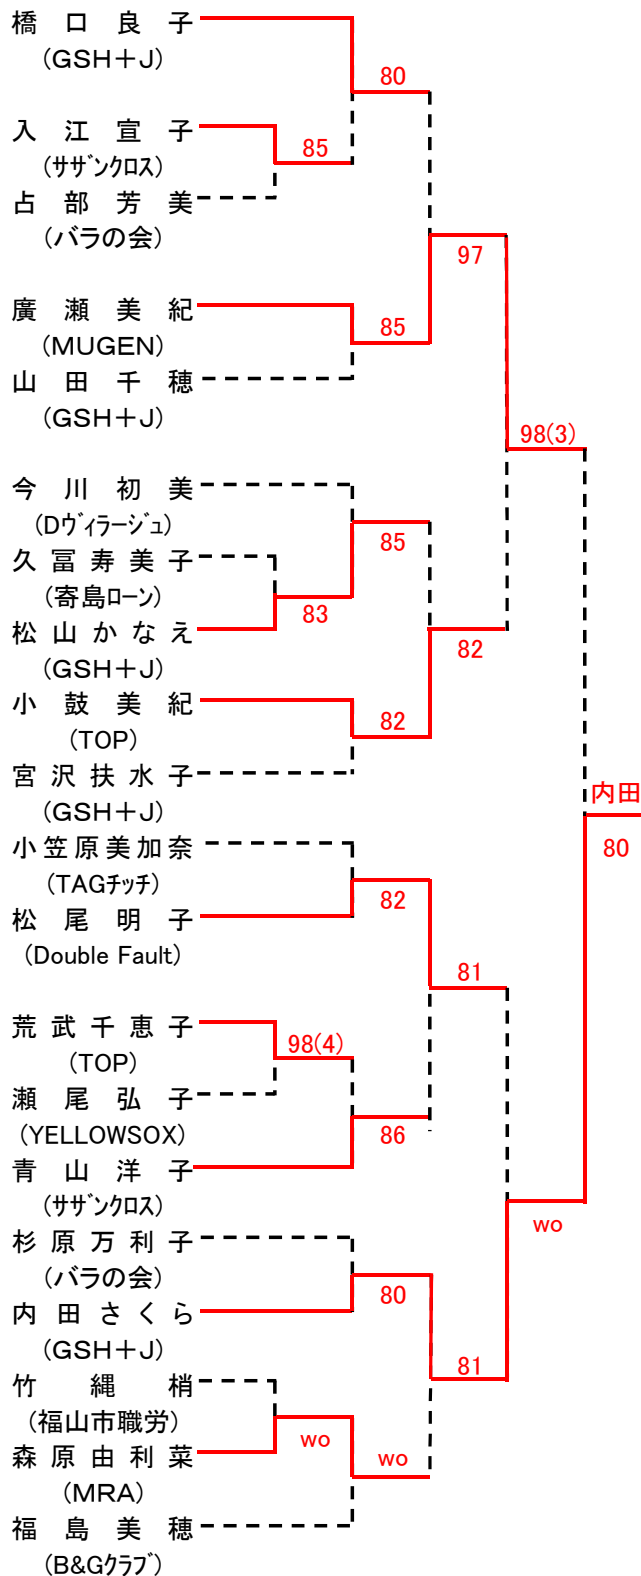 橋口良子
(GSH+J)
80
入江宣子
(ｻｻﾞﾝｸﾛｽ)
85
占部芳美
(バラの会)
97
廣瀬美紀
(MUGEN)
85
山田千穂
(GSH+J)
98(3)
今川初美
(Dｳﾞｨﾗｰｼﾞｭ)
85
久冨寿美子
(寄島ﾛｰﾝ)
83
松山かなえ
(GSH+J)
82
小鼓美紀
(TOP)
82
宮沢扶水子
(GSH+J)
内田
80
小笠原美加奈
(TAGﾁｯﾁ)
82
松尾明子
(Double Fault)
81
荒武千恵子
(TOP)
98(4)
瀬尾弘子
(YELLOWSOX)
86
青山洋子
(ｻｻﾞﾝｸﾛｽ)
wo
杉原万利子
(バラの会)
80
内田さくら
(GSH+J)
81
竹縄梢
(福山市職労)
wo
wo
森原由利菜
(MRA)
福島美穂
(B&Gｸﾗﾌﾞ)